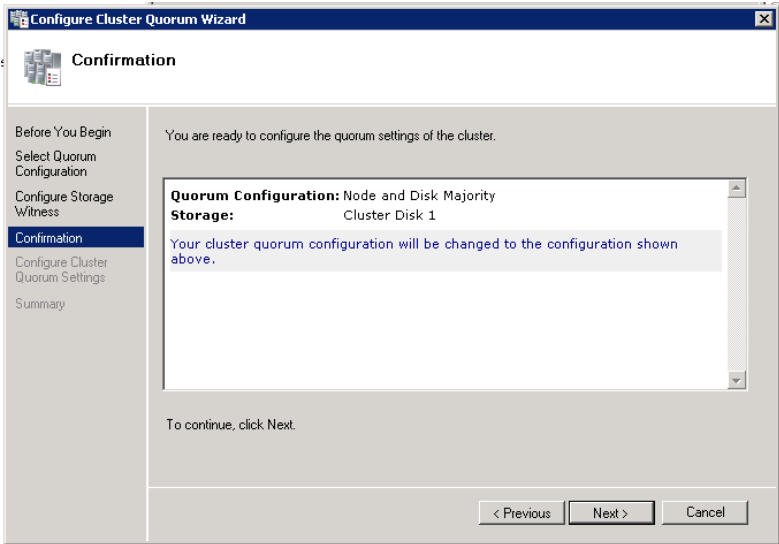 Configure Cluster Quorum Wizard
Confirmation
Before You Begin
Select Quorum
Configuration
Configure Storage
Witness
Confirmation
Configure Cluster
Quorum Settings
Summary
You are ready to configure the quorum settings of the cluster.
Quorum Configuration: Node and Disk Majority
Storage: Cluster Disk 1
Your cluster quorum configuration will be changed to the configuration shown
above.
To continue, click Next.
< Previous Next > Cancel